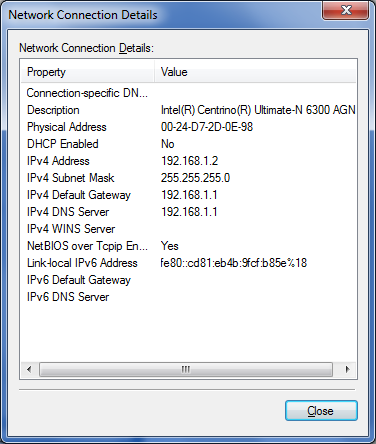 Network Connection Details
Network Connection Details:
Property Value
Connection-specific DN...
Description Intel(R) Centrino(R) Ultimate-N 6300 AGN
Physical Address 00-24-D7-2D-0E-98
DHCP Enabled No
IPv4 Address 192.168.1.2
IPv4 Subnet Mask 255.255.255.0
IPv4 Default Gateway 192.168.1.1
IPv4 DNS Server 192.168.1.1
IPv4 WINS Server
NetBIOS over Tcpip En... Yes
Link-local IPv6 Address fe80::cd81:eb4b:9fcf:b85e%18
IPv6 Default Gateway
IPv6 DNS Server
Close